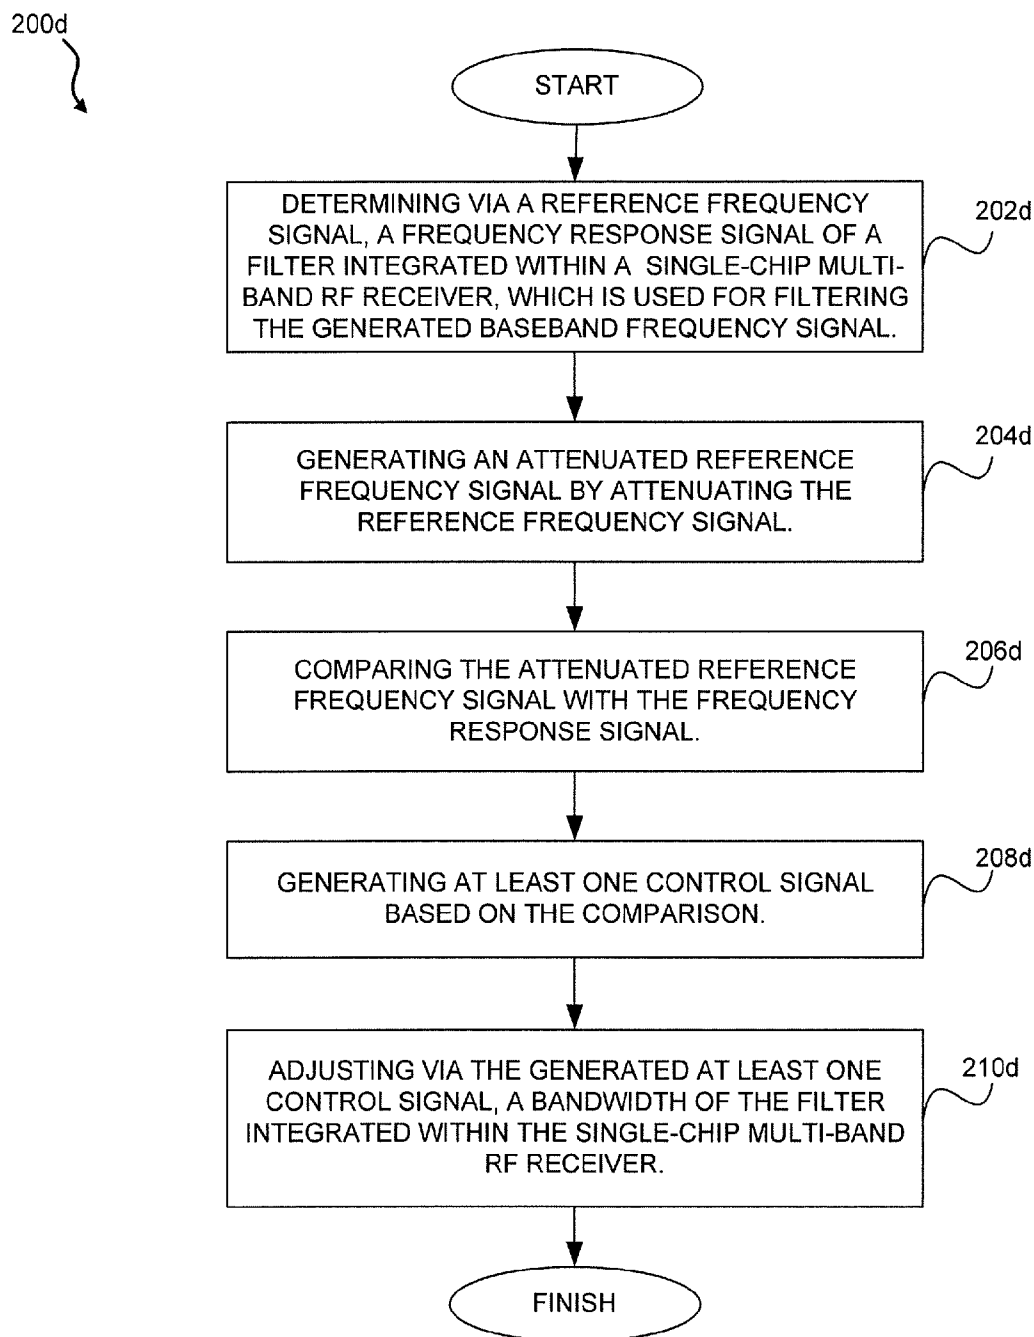 200d
START
DETERMINING VIA A REFERENCE FREQUENCY
SIGNAL, A FREQUENCY RESPONSE SIGNAL OF A
FILTER INTEGRATED WITHIN A SINGLE-CHIP MULTI-
BAND RF RECEIVER, WHICH IS USED FOR FILTERING
THE GENERATED BASEBAND FREQUENCY SIGNAL.
202d
GENERATING AN ATTENUATED REFERENCE
FREQUENCY SIGNAL BY ATTENUATING THE
REFERENCE FREQUENCY SIGNAL.
204d
COMPARING THE ATTENUATED REFERENCE
FREQUENCY SIGNAL WITH THE FREQUENCY
RESPONSE SIGNAL.
206d
GENERATING AT LEAST ONE CONTROL SIGNAL
BASED ON THE COMPARISON.
208d
ADJUSTING VIA THE GENERATED AT LEAST ONE
CONTROL SIGNAL, A BANDWIDTH OF THE FILTER
INTEGRATED WITHIN THE SINGLE-CHIP MULTI-BAND
RF RECEIVER.
210d
FINISH